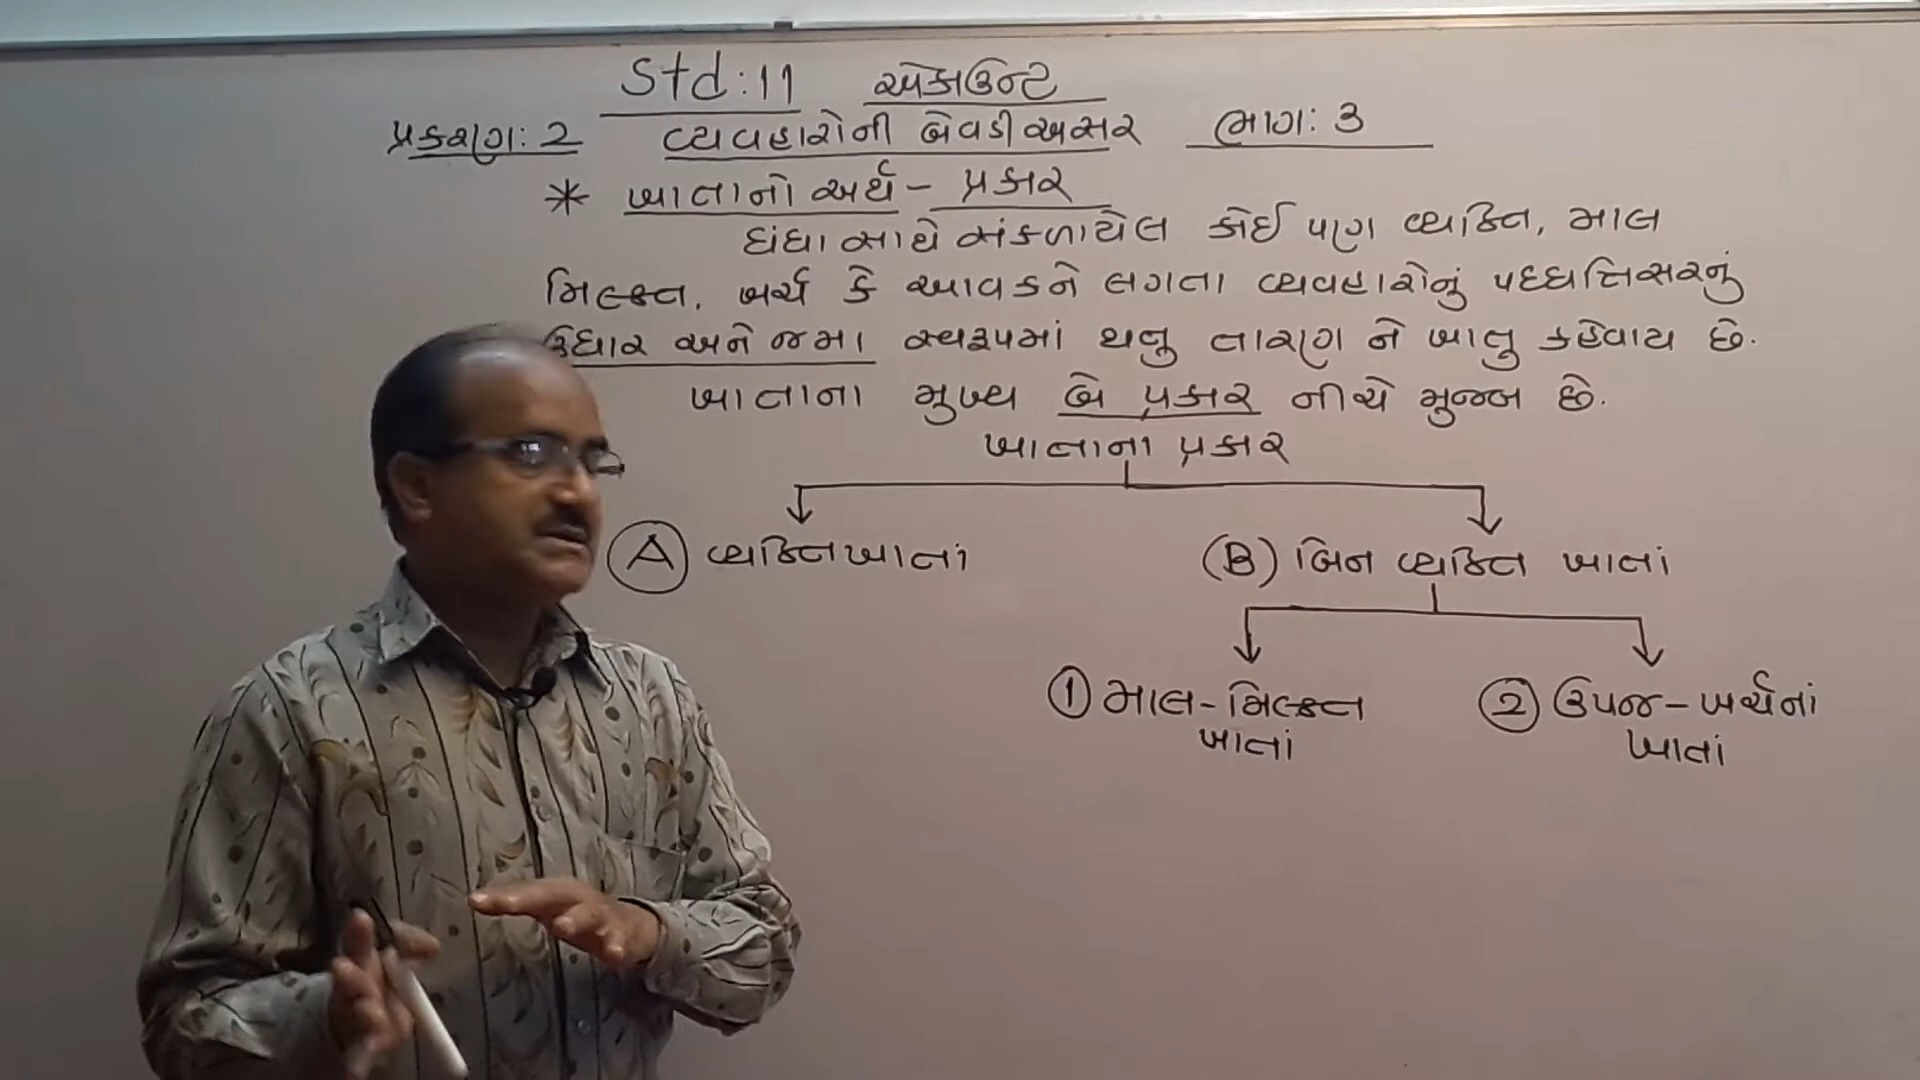 Std:11 એકાઉન્ટ
પ્રકરણ: 2 વ્યવહારોની બેવડી અસર ભાગ: 3
* ખાતાનો અર્થ - પ્રકાર
ધંધા સાથે સંકળાયેલ કોઈ પણ વ્યક્તિ, માલ
મિલ્કત, ખર્ચ કે આવકને લગતા વ્યવહારોનું પધ્ધતિસરનું
ઉધાર અને જમા સ્વરૂપમાં થતુ તારણ ને ખાતુ કહેવાય છે.
ખાતાના મુખ્ય બે પ્રકાર નીચે મુજબ છે.
ખાતાના પ્રકાર
A વ્યક્તિ ખાતાં (B) બિન વ્યક્તિ ખાતાં
1 માલ-મિલ્કત ખાતાં
2 ઉપજ-ખર્ચનાં ખાતાં